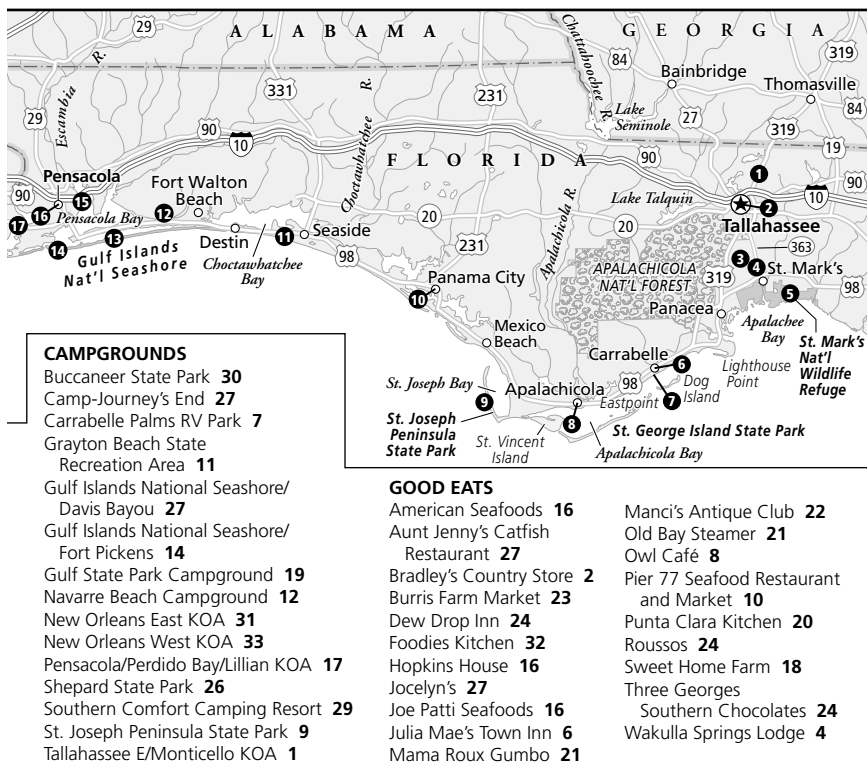 29
A L A B A M A
G E O R G I A
331
R.
231
84
Chattahoochee R.
Bainbridge
319
Thomasville
84
29
Escambia R.
90
10
Choctawhatchee
Lake
Seminole
27
319
19
90
F L O R I D A
90
Pensacola
90
16
15
17
Pensacola Bay
Fort Walton
Beach
12
14
13
Gulf Islands
Nat'l Seashore
Destin
Choctawhatchee
Bay
11
Seaside
98
20
231
Apalachicola R.
20
Lake Talquin
1
2
10
Tallahassee
363
3
4
St. Mark's
98
319
5
APALACHICOLA
NAT'L FOREST
Panacea
Apalachee
Bay
St. Mark's
Nat'l
Wildlife
Refuge
Panama City
10
Mexico
Beach
Carrabelle
6
Dog
Island
7
Lighthouse
Point
98
Eastpoint
St. Joseph Bay
Apalachicola
9
St. Joseph
Peninsula
State Park
St. Vincent
Island
8
St. George Island State Park
Apalachicola Bay
CAMPGROUNDS
Buccaneer State Park 30
Camp-Journey's End 27
Carrabelle Palms RV Park 7
Grayton Beach State
Recreation Area 11
Gulf Islands National Seashore/
Davis Bayou 27
Gulf Islands National Seashore/
Fort Pickens 14
Gulf State Park Campground 19
Navarre Beach Campground 12
New Orleans East KOA 31
New Orleans West KOA 33
Pensacola/Perdido Bay/Lillian KOA 17
Shepard State Park 26
Southern Comfort Camping Resort 29
St. Joseph Peninsula State Park 9
Tallahassee E/Monticello KOA 1
GOOD EATS
American Seafoods 16
Aunt Jenny's Catfish
Restaurant 27
Bradley's Country Store 2
Burris Farm Market 23
Dew Drop Inn 24
Foodies Kitchen 32
Hopkins House 16
Jocelyn's 27
Joe Patti Seafoods 16
Julia Mae's Town Inn 6
Mama Roux Gumbo 21
Manci's Antique Club 22
Old Bay Steamer 21
Owl Café 8
Pier 77 Seafood Restaurant
and Market 10
Punta Clara Kitchen 20
Roussos 24
Sweet Home Farm 18
Three Georges
Southern Chocolates 24
Wakulla Springs Lodge 4